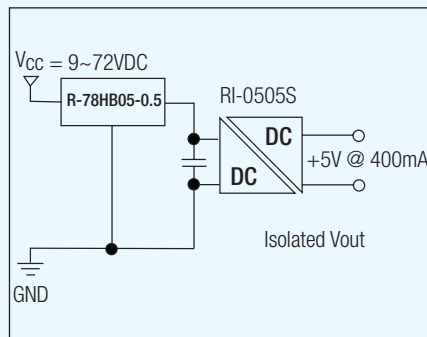 Vcc = 9~72VDC
R-78HB05-0.5
RI-0505S
DC
DC
+5V @ 400mA
Isolated Vout
GND